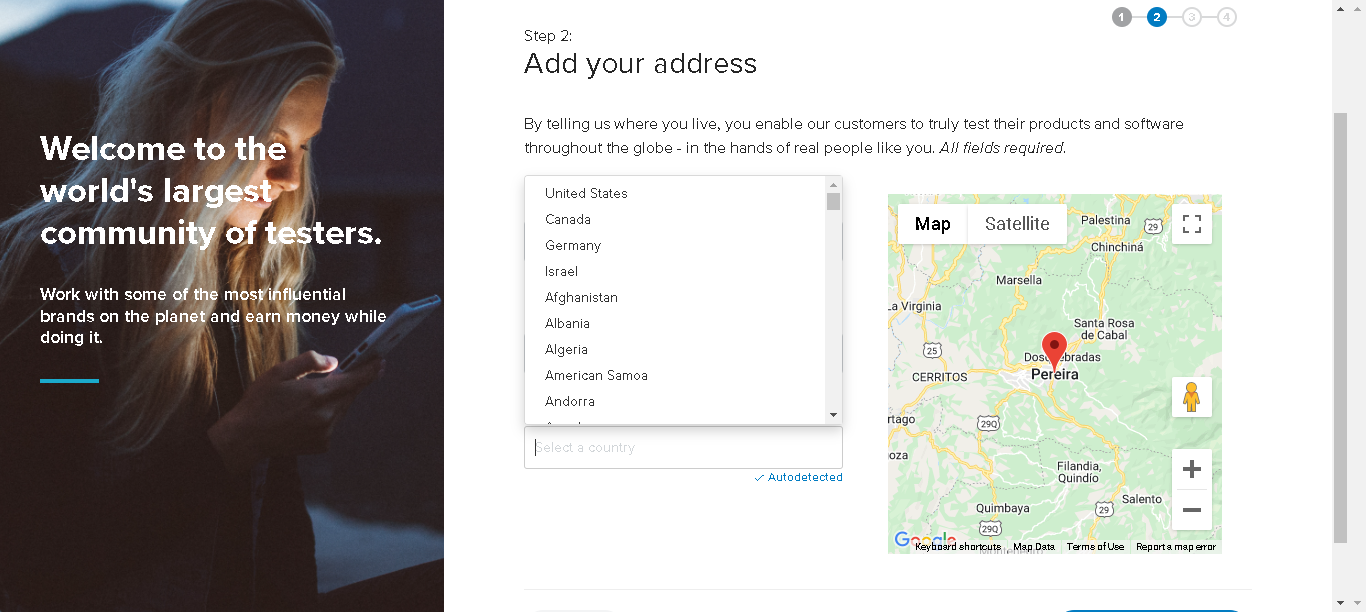 Welcome to the
world's largest
community of testers.
Work with some of the most influential
brands on the planet and earn money while
doing it.
1 2 3 4
Step 2:
Add your address
By telling us where you live, you enable our customers to truly test their products and software
throughout the globe - in the hands of real people like you. All fields required.
United States
Canada
Germany
Israel
Afghanistan
Albania
Algeria
American Samoa
Andorra
Select a country
Autodetected
Map
Satellite
Palestina
29
Chinchiná
Marsella
La Virginia
Santa Rosa
de Cabal
25
Dosquebradas
CERRITOS
Pereira
rtago
29Q
oza
Filandia,
Quindío
Salento
Quimbaya
29
29Q
Google
Keyboard shortcuts
Map Data
Terms of Use
Report a map error